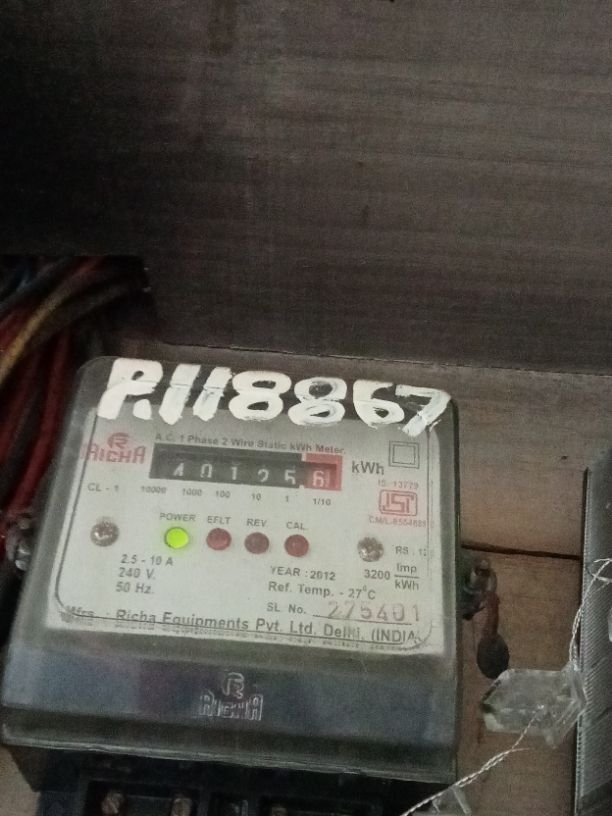 P.118867
A.C. 1 Phase 2 Wire Static kWh Meter.
RICHA
401256 kWh
IS: 13779
CL - 1 10000 1000 100 10 1 1/10
ISI
POWER EFLT REV. CAL.
2.5 - 10 A
240 V.
50 Hz.
YEAR : 2012 3200 Imp/kWh
Ref. Temp. - 27°C
SL No. 275401
Mfrs. : Richa Equipments Pvt. Ltd. Delhi. (INDIA
RICHA